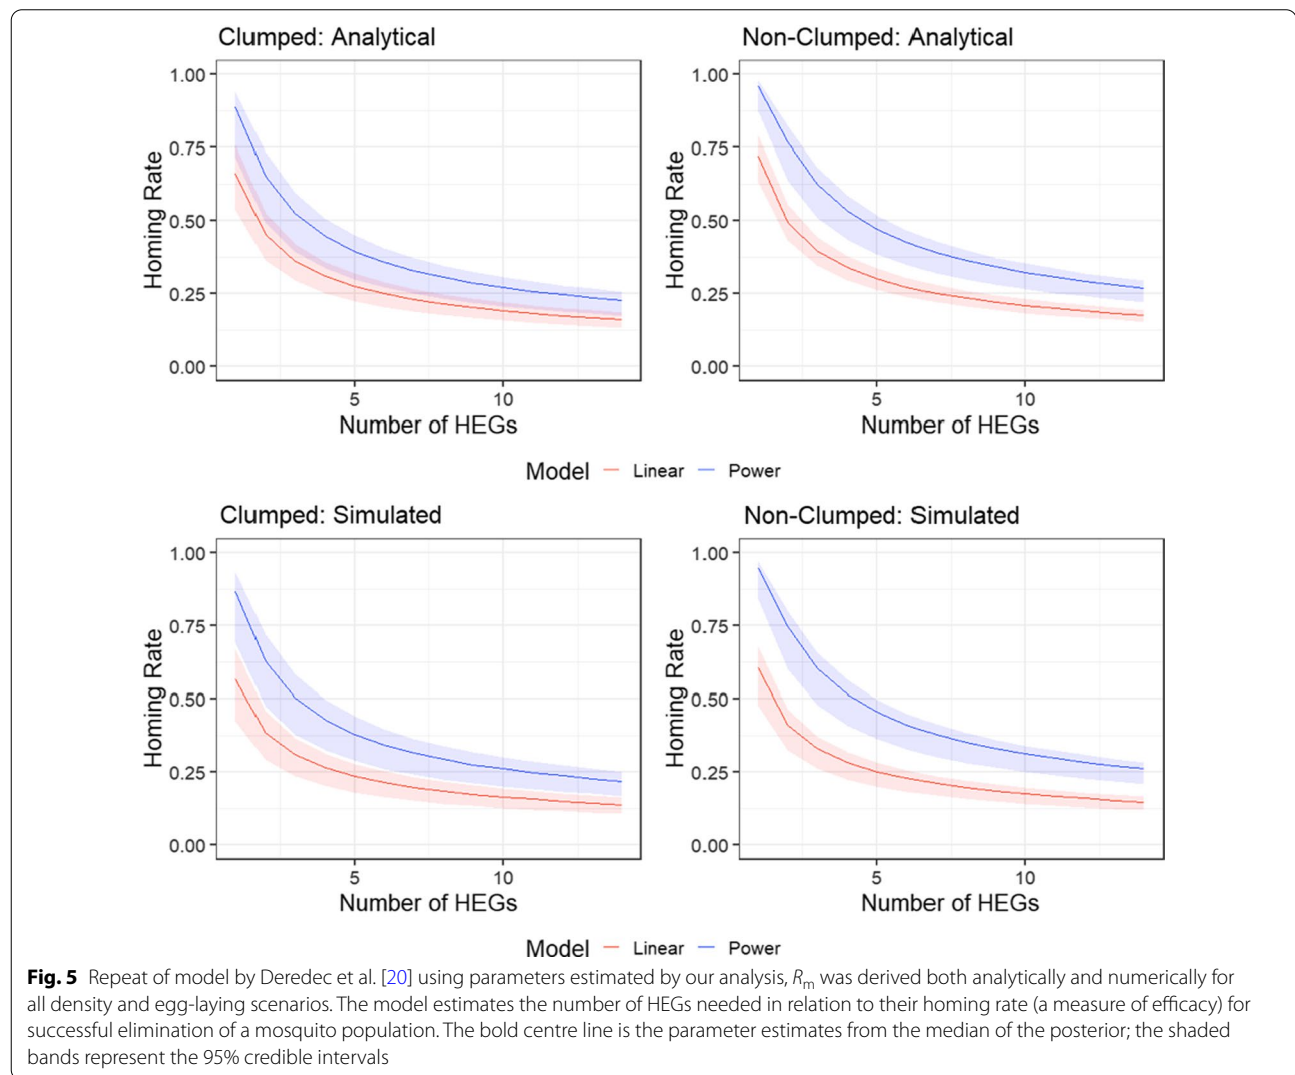 Clumped: Analytical
Non-Clumped: Analytical
1.00
0.75
0.50
0.25
0.00
Homing Rate
5
10
Number of HEGs
1.00
0.75
0.50
0.25
0.00
Homing Rate
5
10
Number of HEGs
Model Linear Power
Clumped: Simulated
Non-Clumped: Simulated
1.00
0.75
0.50
0.25
0.00
Homing Rate
5
10
Number of HEGs
1.00
0.75
0.50
0.25
0.00
Homing Rate
5
10
Number of HEGs
Model Linear Power
Fig. 5 Repeat of model by Deredec et al. [20] using parameters estimated by our analysis, Rm was derived both analytically and numerically for
all density and egg-laying scenarios. The model estimates the number of HEGs needed in relation to their homing rate (a measure of efficacy) for
successful elimination of a mosquito population. The bold centre line is the parameter estimates from the median of the posterior; the shaded
bands represent the 95% credible intervals